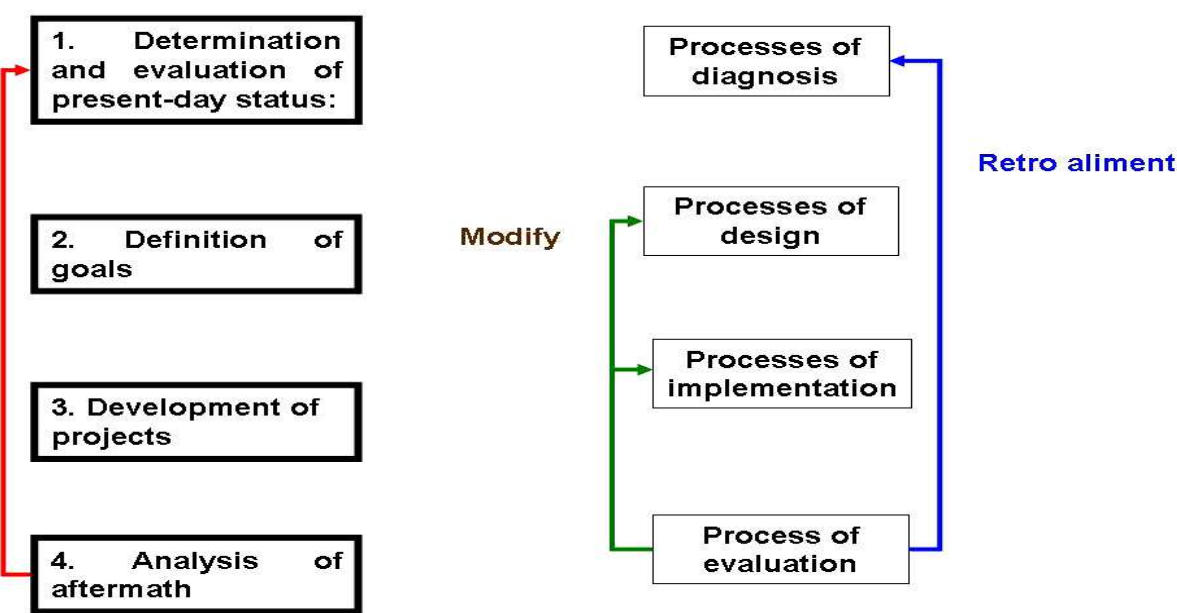 1. Determination
and evaluation of
present-day status:
2. Definition of
goals
3. Development of
projects
4. Analysis of
aftermath
Modify
Processes of
diagnosis
Processes of
design
Processes of
implementation
Process of
evaluation
Retro aliment